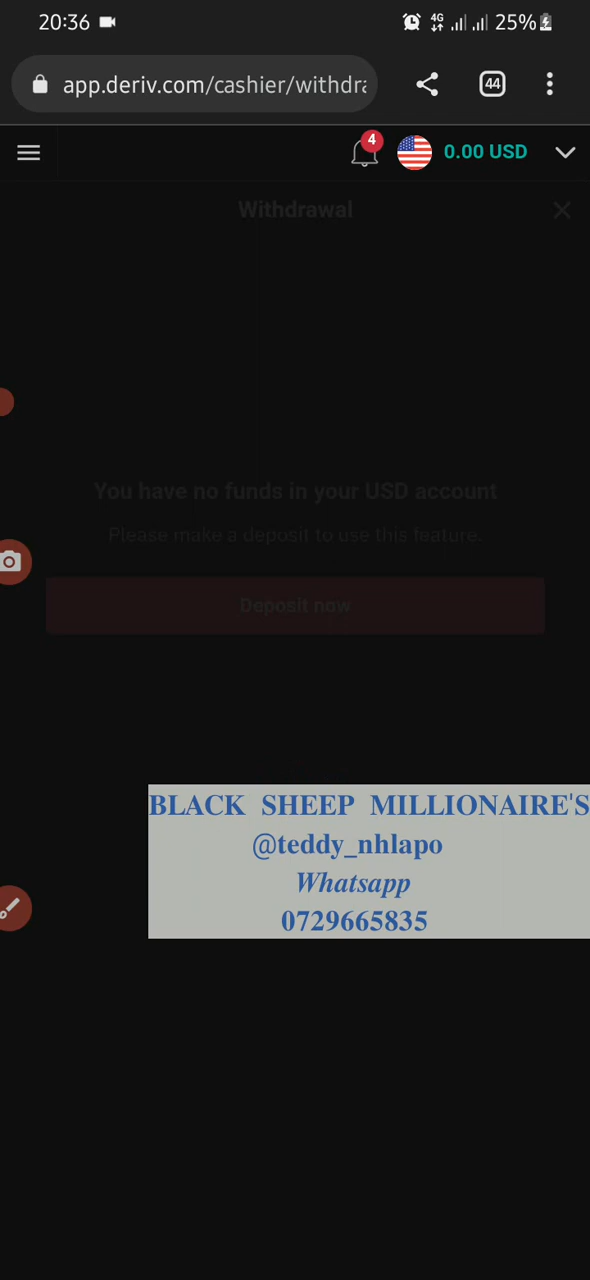 20:36
4G
25%
app.deriv.com/cashier/withdra
44
4
0.00 USD
Withdrawal
You have no funds in your USD account
Please make a deposit to use this feature.
Deposit now
BLACK SHEEP MILLIONAIRE'S
@teddy_nhlapo
Whatsapp
0729665835